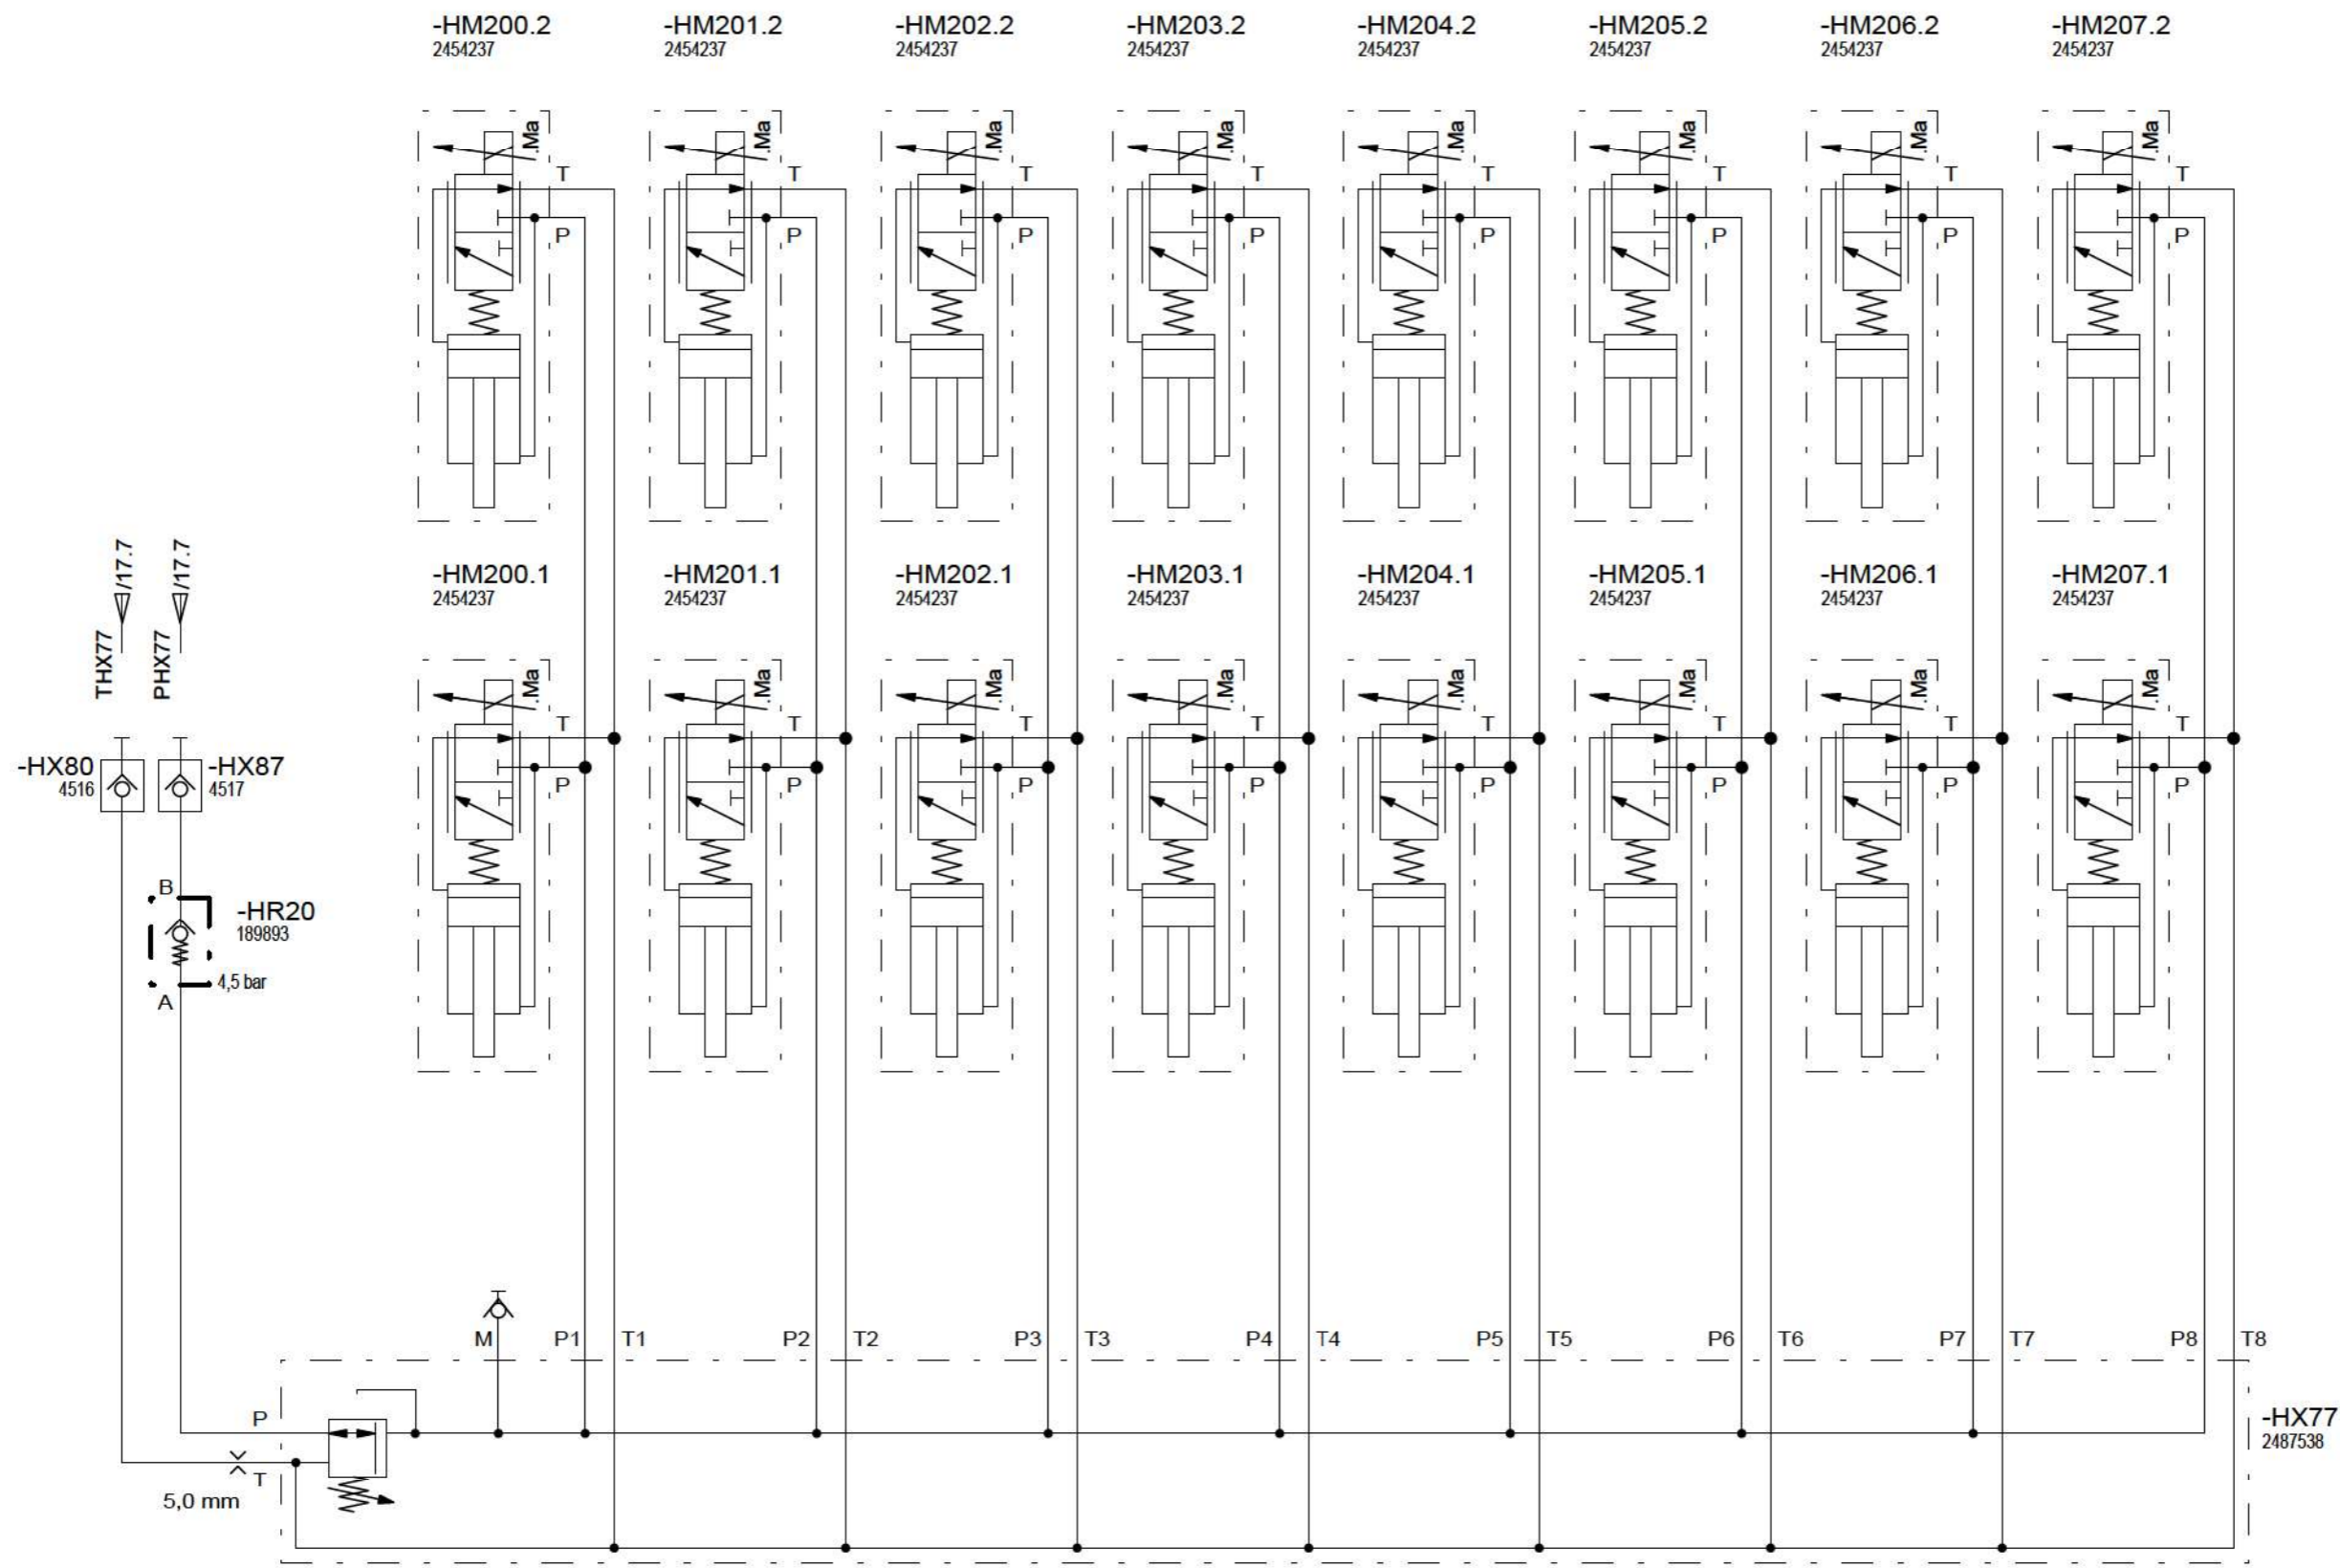 -HM200.2 -HM201.2 -HM202.2 -HM203.2 -HM204.2 -HM205.2 -HM206.2 -HM207.2
2454237 2454237 2454237 2454237 2454237 2454237 2454237 2454237
.Ma .Ma .Ma .Ma .Ma .Ma .Ma .Ma
T T T T T T T T
P P P P P P P P
/17.7 /17.7
-HM200.1 -HM201.1 -HM202.1 -HM203.1 -HM204.1 -HM205.1 -HM206.1 -HM207.1
2454237 2454237 2454237 2454237 2454237 2454237 2454237 2454237
THX77 PHX77
.Ma .Ma .Ma .Ma .Ma .Ma .Ma .Ma
T T T T T T T T
-HX80 -HX87
4516 4517
P P P P P P P P
B
-HR20
189893
4,5 bar
A
M P1 T1 P2 T2 P3 T3 P4 T4 P5 T5 P6 T6 P7 T7 P8 T8
P
-HX77
2487538
T
5,0 mm